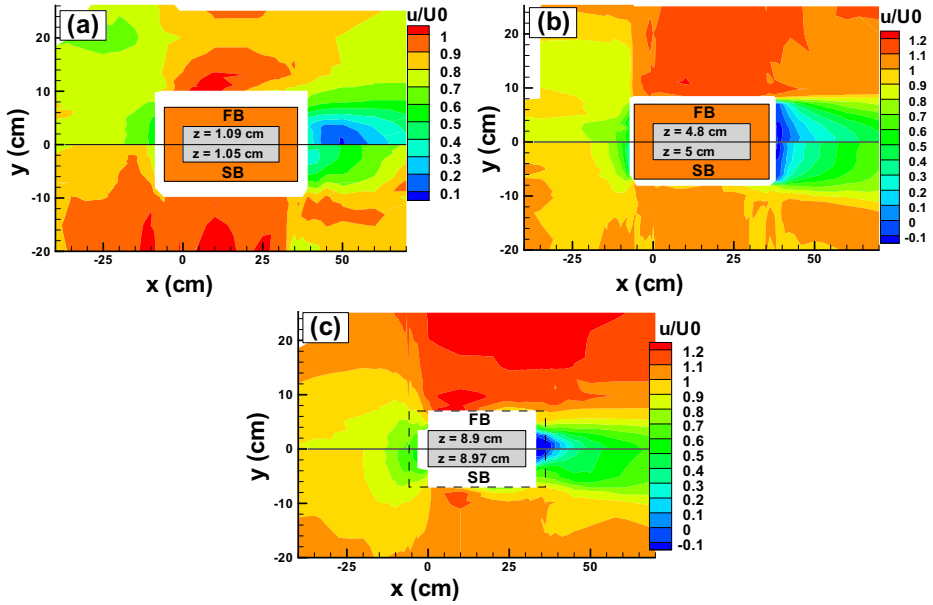 (a)
u/U0
1
0.9
0.8
0.7
0.6
0.5
0.4
0.3
0.2
0.1
y (cm)
20
10
0
-10
-20
FB
z = 1.09 cm
z = 1.05 cm
SB
-25
0
25
50
x (cm)
(b)
u/U0
1.2
1.1
1
0.9
0.8
0.7
0.6
0.5
0.4
0.3
0.2
0.1
0
-0.1
y (cm)
20
10
0
-10
-20
FB
z = 4.8 cm
z = 5 cm
SB
-25
0
25
50
x (cm)
(c)
u/U0
1.2
1.1
1
0.9
0.8
0.7
0.6
0.5
0.4
0.3
0.2
0.1
0
-0.1
y (cm)
20
10
0
-10
-20
FB
z = 8.9 cm
z = 8.97 cm
SB
-25
0
25
50
x (cm)